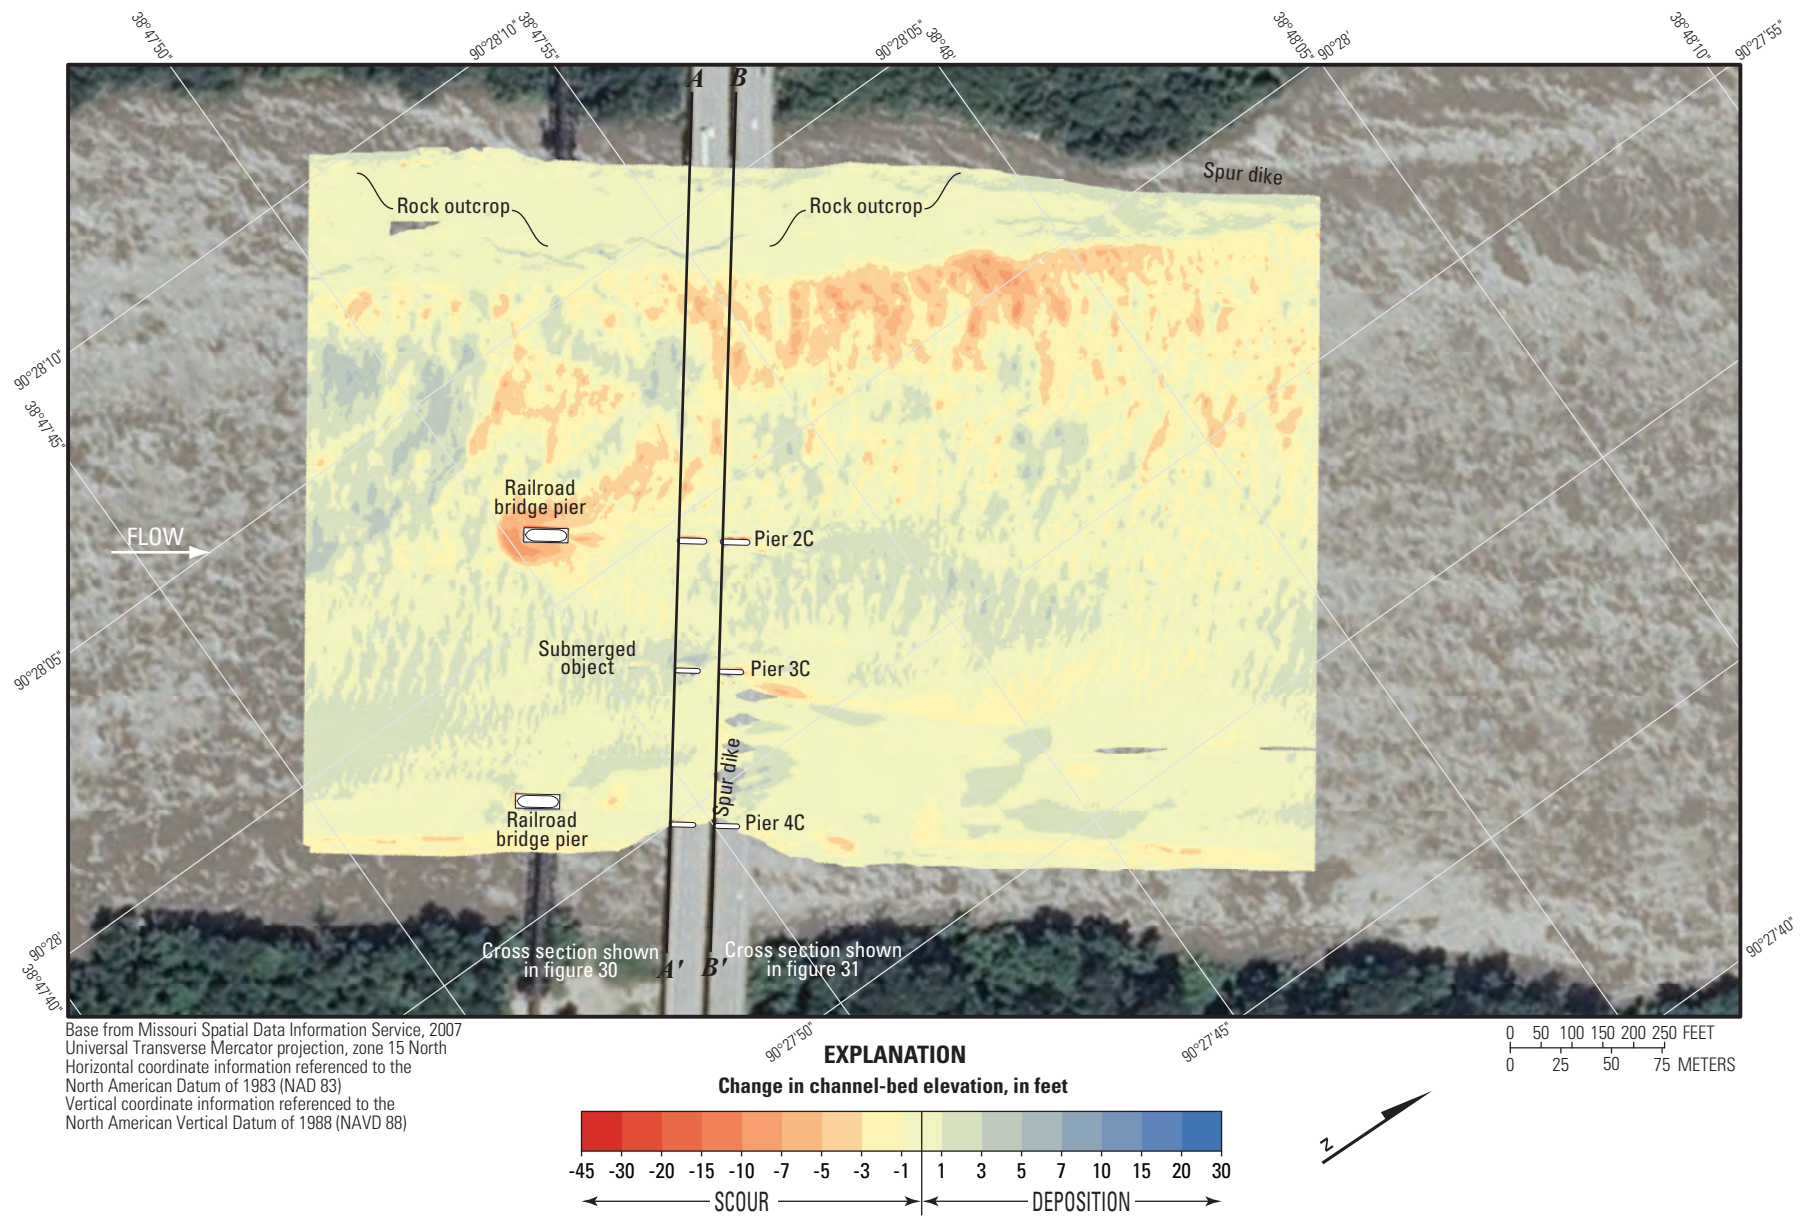 38°47'50"
90°28'10"
38°47'55"
90°28'05"
38°48'
38°48'05"
90°28'
38°48'10"
90°27'55"
A
B
Spur dike
Rock outcrop
Rock outcrop
90°28'10"
38°47'45"
Railroad
bridge pier
FLOW
Pier 2C
Submerged
object
Pier 3C
90°28'05"
Spur dike
Railroad
bridge pier
Pier 4C
90°28'
38°47'40"
90°27'40"
Cross section shown
in figure 30
A'
B'
Cross section shown
in figure 31
90°27'50"
90°27'45"
Base from Missouri Spatial Data Information Service, 2007
Universal Transverse Mercator projection, zone 15 North
Horizontal coordinate information referenced to the
North American Datum of 1983 (NAD 83)
Vertical coordinate information referenced to the
North American Vertical Datum of 1988 (NAVD 88)
EXPLANATION
Change in channel-bed elevation, in feet
-45 -30 -20 -15 -10 -7 -5 -3 -1 1 3 5 7 10 15 20 30
SCOUR
DEPOSITION
0 50 100 150 200 250 FEET
0 25 50 75 METERS
N